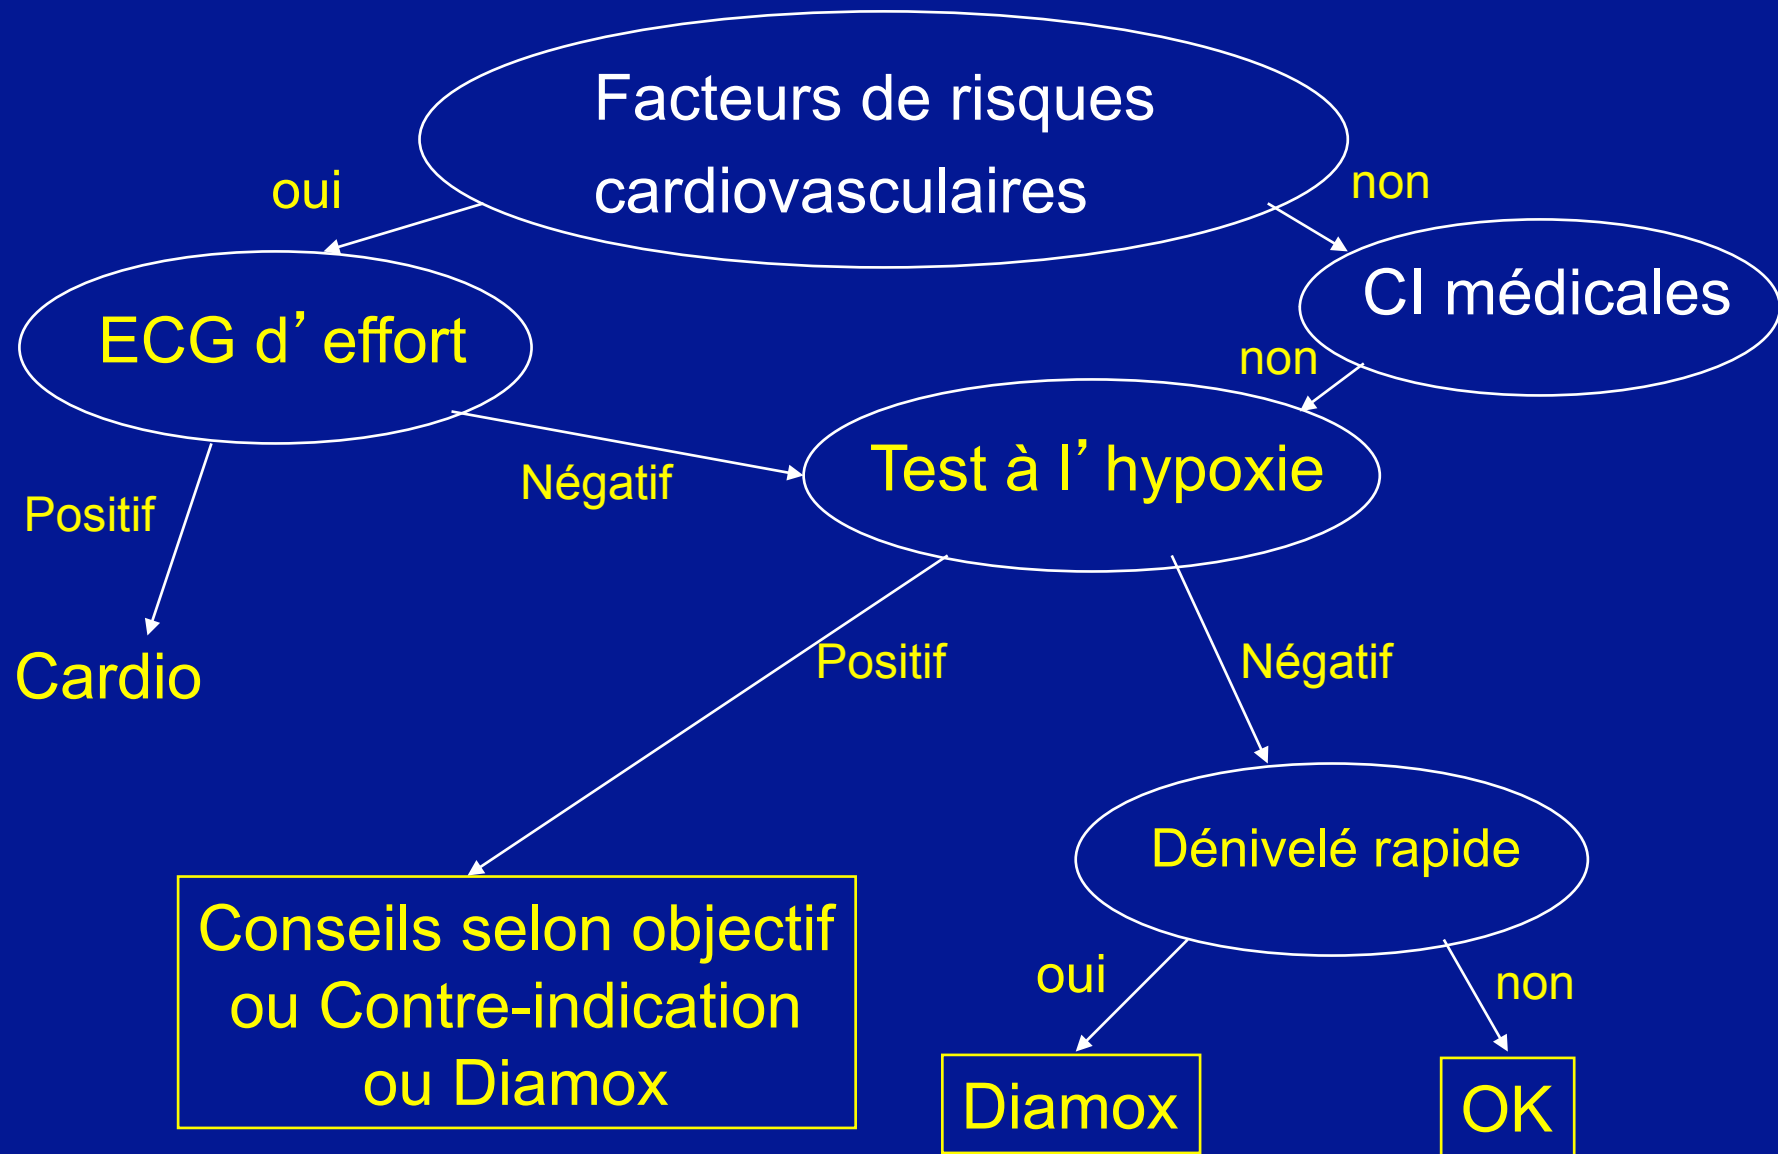 Facteurs de risques
cardiovasculaires
oui
non
CI médicales
ECG d’ effort
non
Test à l’ hypoxie
Négatif
Positif
Cardio
Positif
Négatif
Dénivelé rapide
Conseils selon objectif
ou Contre-indication
ou Diamox
oui
non
Diamox
OK